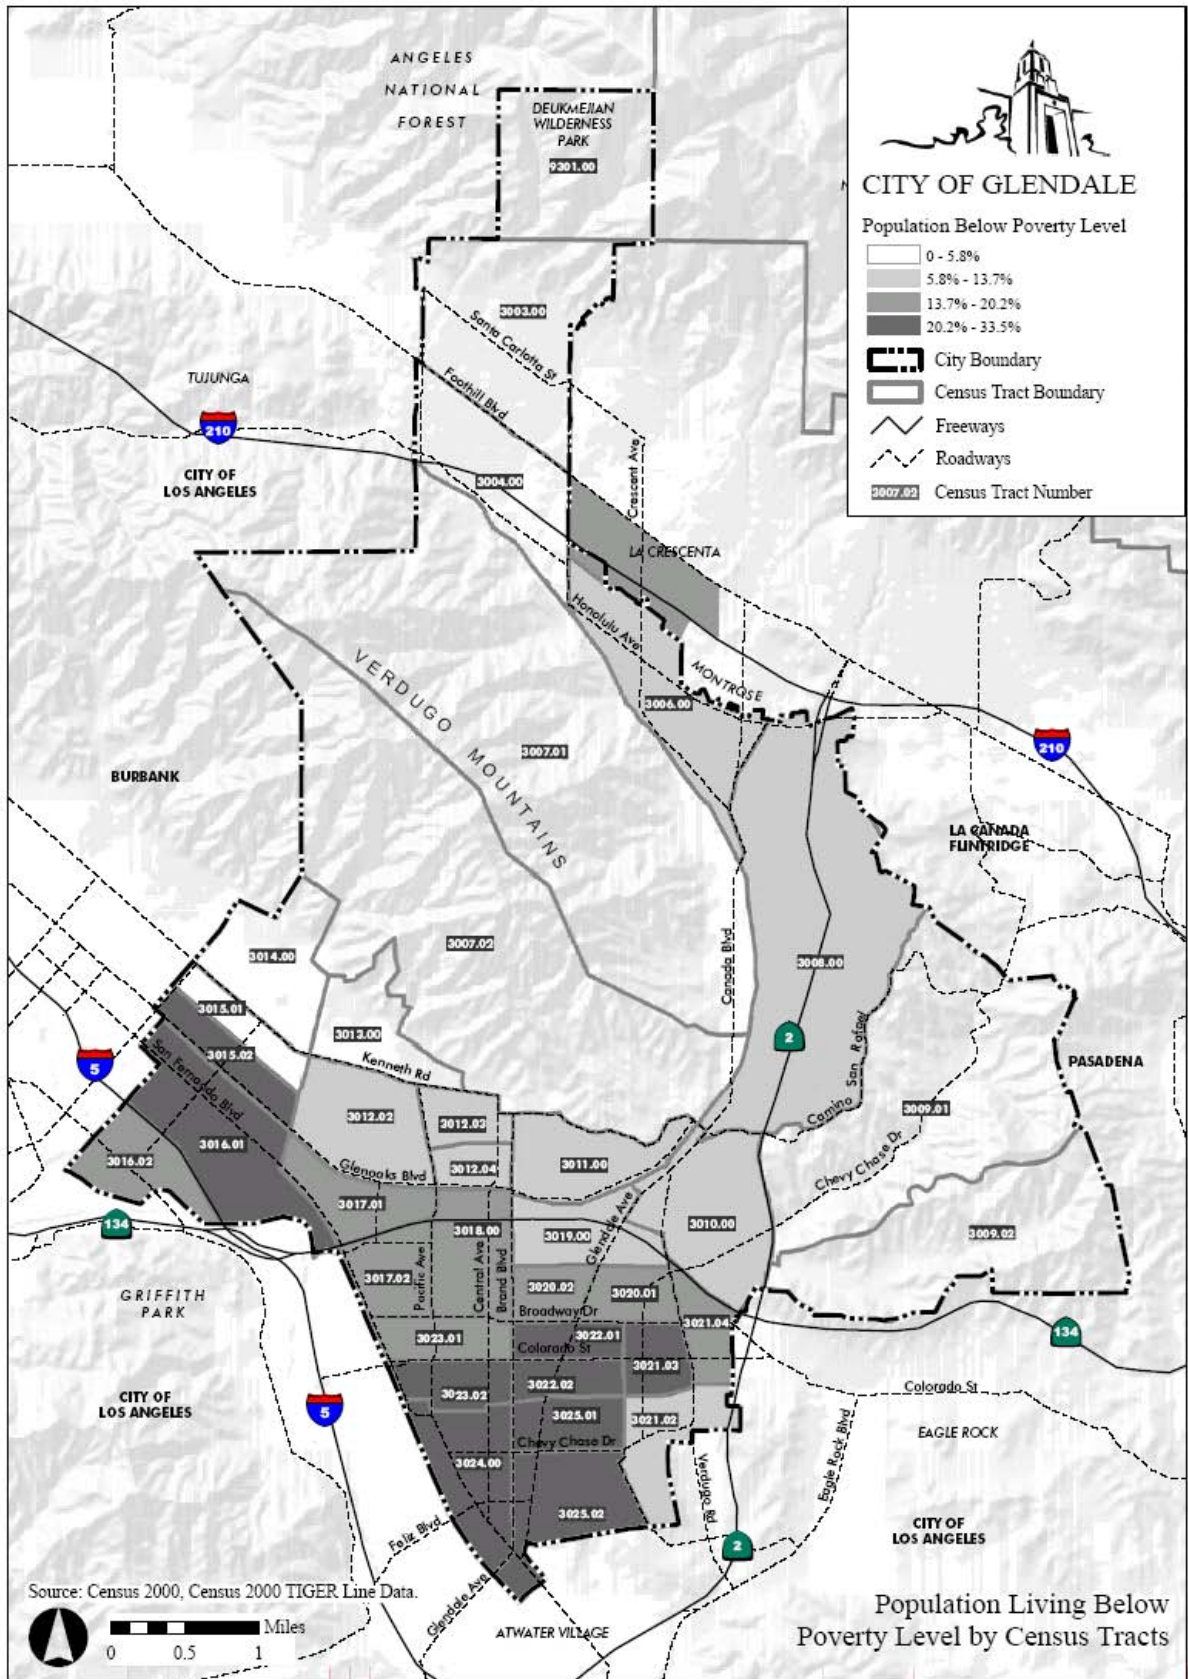 ANGELES
NATIONAL
FOREST
DEUKMEJIAN
WILDERNESS
PARK
9301.00
CITY OF GLENDALE
Population Below Poverty Level
0 - 5.8%
5.8% - 13.7%
13.7% - 20.2%
20.2% - 33.5%
City Boundary
Census Tract Boundary
Freeways
Roadways
3007.02 Census Tract Number
3003.00
Santa Carlotta St
Foothill Blvd
TUJUNGA
210
CITY OF
LOS ANGELES
3004.00
Crescent Ave
LA CRESCENTA
Honolulu Ave
MONTROSE
3006.00
VERDUGO MOUNTAINS
3007.01
210
BURBANK
LA CANADA
FLINTRIDGE
3007.02
3014.00
Canada Blvd
3008.00
3015.01
3013.00
2
Camino San Rafael
PASADENA
3015.02
San Fernando Blvd
5
Kenneth Rd
3012.02
3012.03
3009.01
3016.01
3016.02
Glenoaks Blvd
3012.04
3011.00
Chevy Chase Dr
3017.01
134
3018.00
3019.00
Glendale Ave
3010.00
3009.02
3017.02
Pacific Ave
Central Ave
Brand Blvd
3020.02
3020.01
GRIFFITH
PARK
Broadway Dr
3021.04
3023.01
3022.01
Colorado St
134
3021.03
CITY OF
LOS ANGELES
5
3023.02
3022.02
Colorado St
3025.01
3021.02
Chevy Chase Dr
EAGLE ROCK
Eagle Rock Blvd
3024.00
Verdugo Rd
3025.02
CITY OF
LOS ANGELES
Feliz Blvd
2
Glendale Ave
ATWATER VILLAGE
Source: Census 2000, Census 2000 TIGER Line Data.
Miles
0 0.5 1
Population Living Below
Poverty Level by Census Tracts